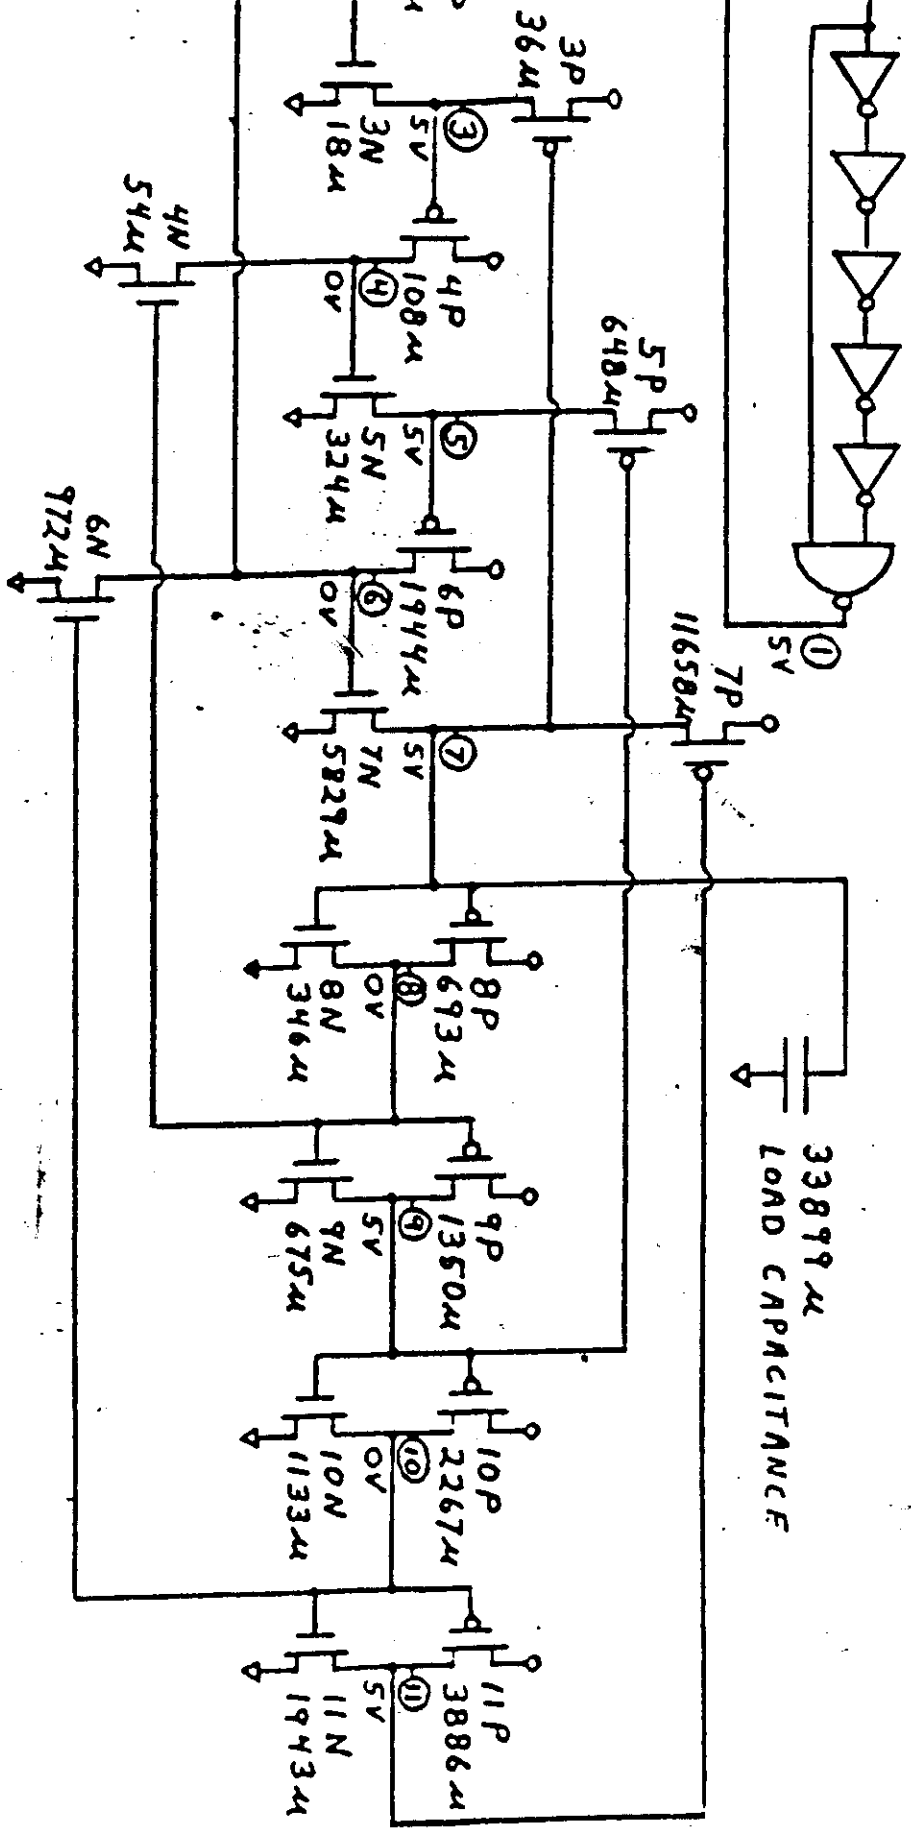 3P
36μ
3N
18μ
③
5V
4P
108μ
④
0V
4N
54μ
5P
648μ
⑤
5V
5N
324μ
6P
1944μ
⑥
0V
6N
972μ
①
5V
7P
11658μ
⑦
5V
7N
5829μ
8P
693μ
⑧
0V
8N
346μ
33899μ
LOAD CAPACITANCE
9P
1350μ
⑨
5V
9N
675μ
10P
2267μ
⑩
0V
10N
1133μ
11P
3886μ
⑪
5V
11N
1943μ